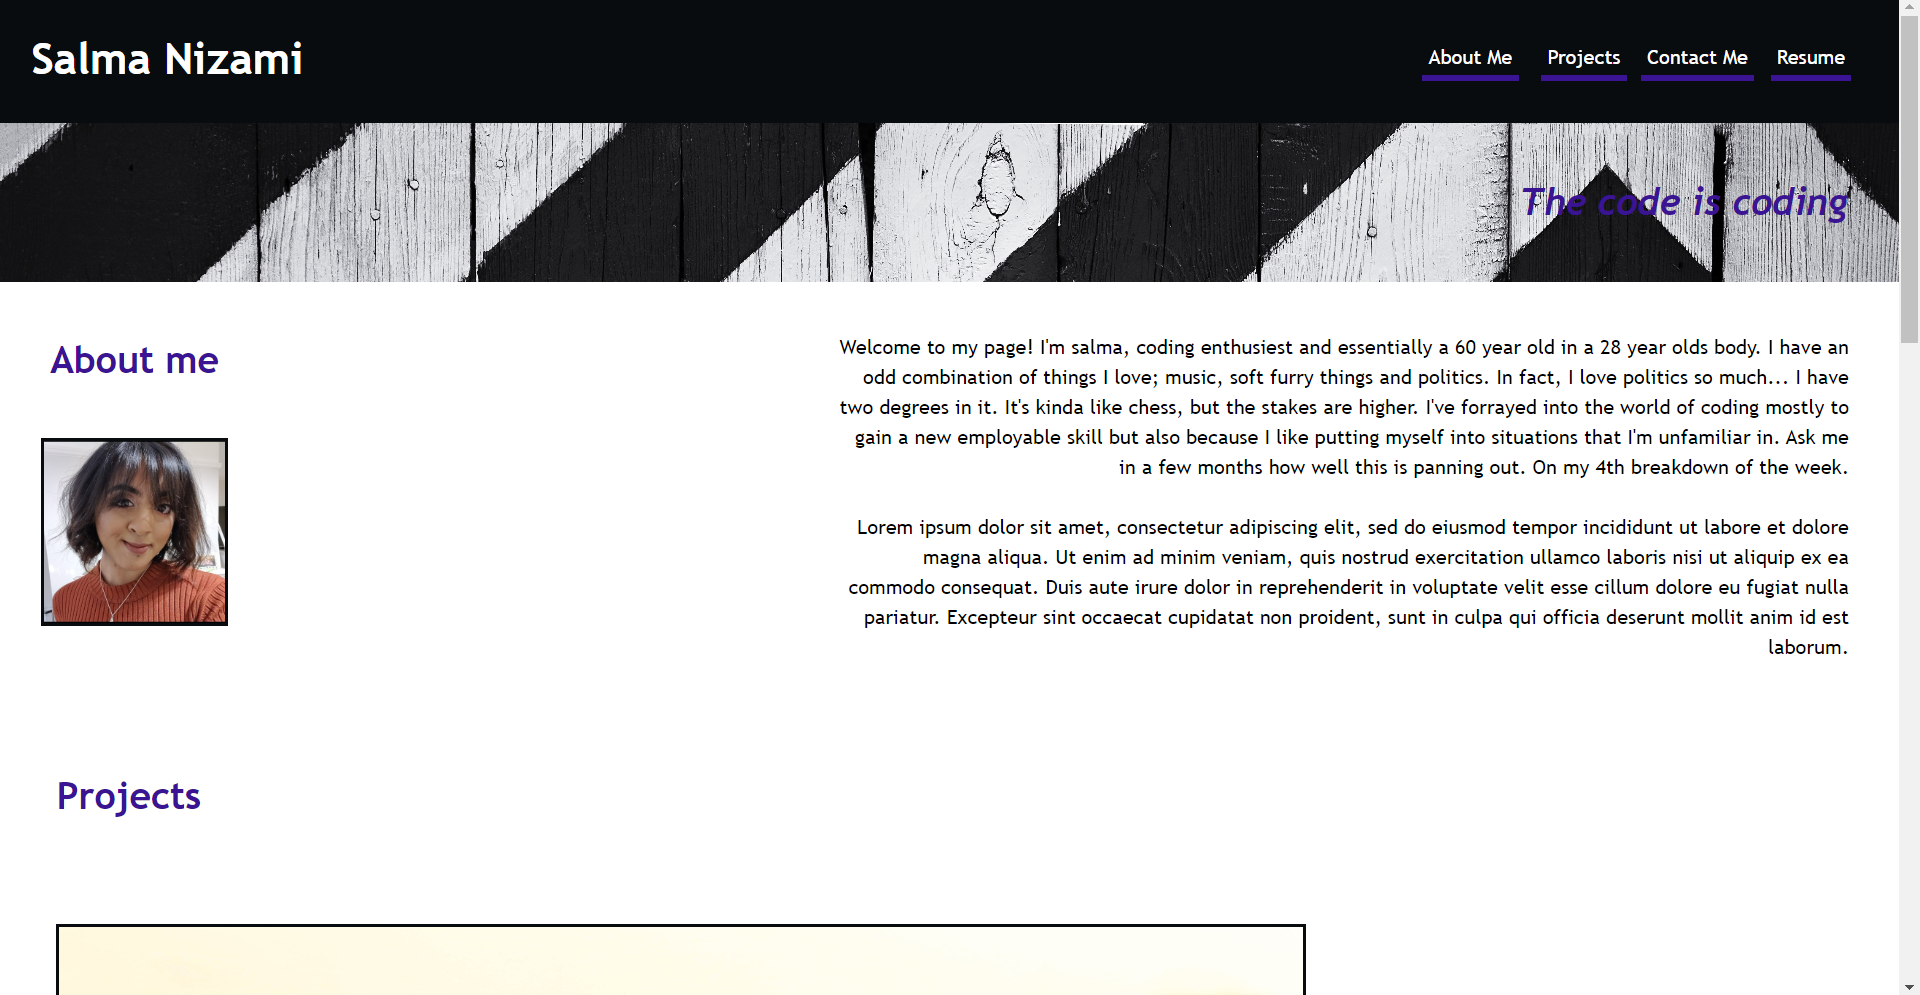 Salma Nizami
About Me
Projects
Contact Me
Resume
The code is coding
About me
Welcome to my page! I'm salma, coding enthusiest and essentially a 60 year old in a 28 year olds body. I have an
odd combination of things I love; music, soft furry things and politics. In fact, I love politics so much... I have
two degrees in it. It's kinda like chess, but the stakes are higher. I've forrayed into the world of coding mostly to
gain a new employable skill but also because I like putting myself into situations that I'm unfamiliar in. Ask me
in a few months how well this is panning out. On my 4th breakdown of the week.
Lorem ipsum dolor sit amet, consectetur adipiscing elit, sed do eiusmod tempor incididunt ut labore et dolore
magna aliqua. Ut enim ad minim veniam, quis nostrud exercitation ullamco laboris nisi ut aliquip ex ea
commodo consequat. Duis aute irure dolor in reprehenderit in voluptate velit esse cillum dolore eu fugiat nulla
pariatur. Excepteur sint occaecat cupidatat non proident, sunt in culpa qui officia deserunt mollit anim id est
laborum.
Projects